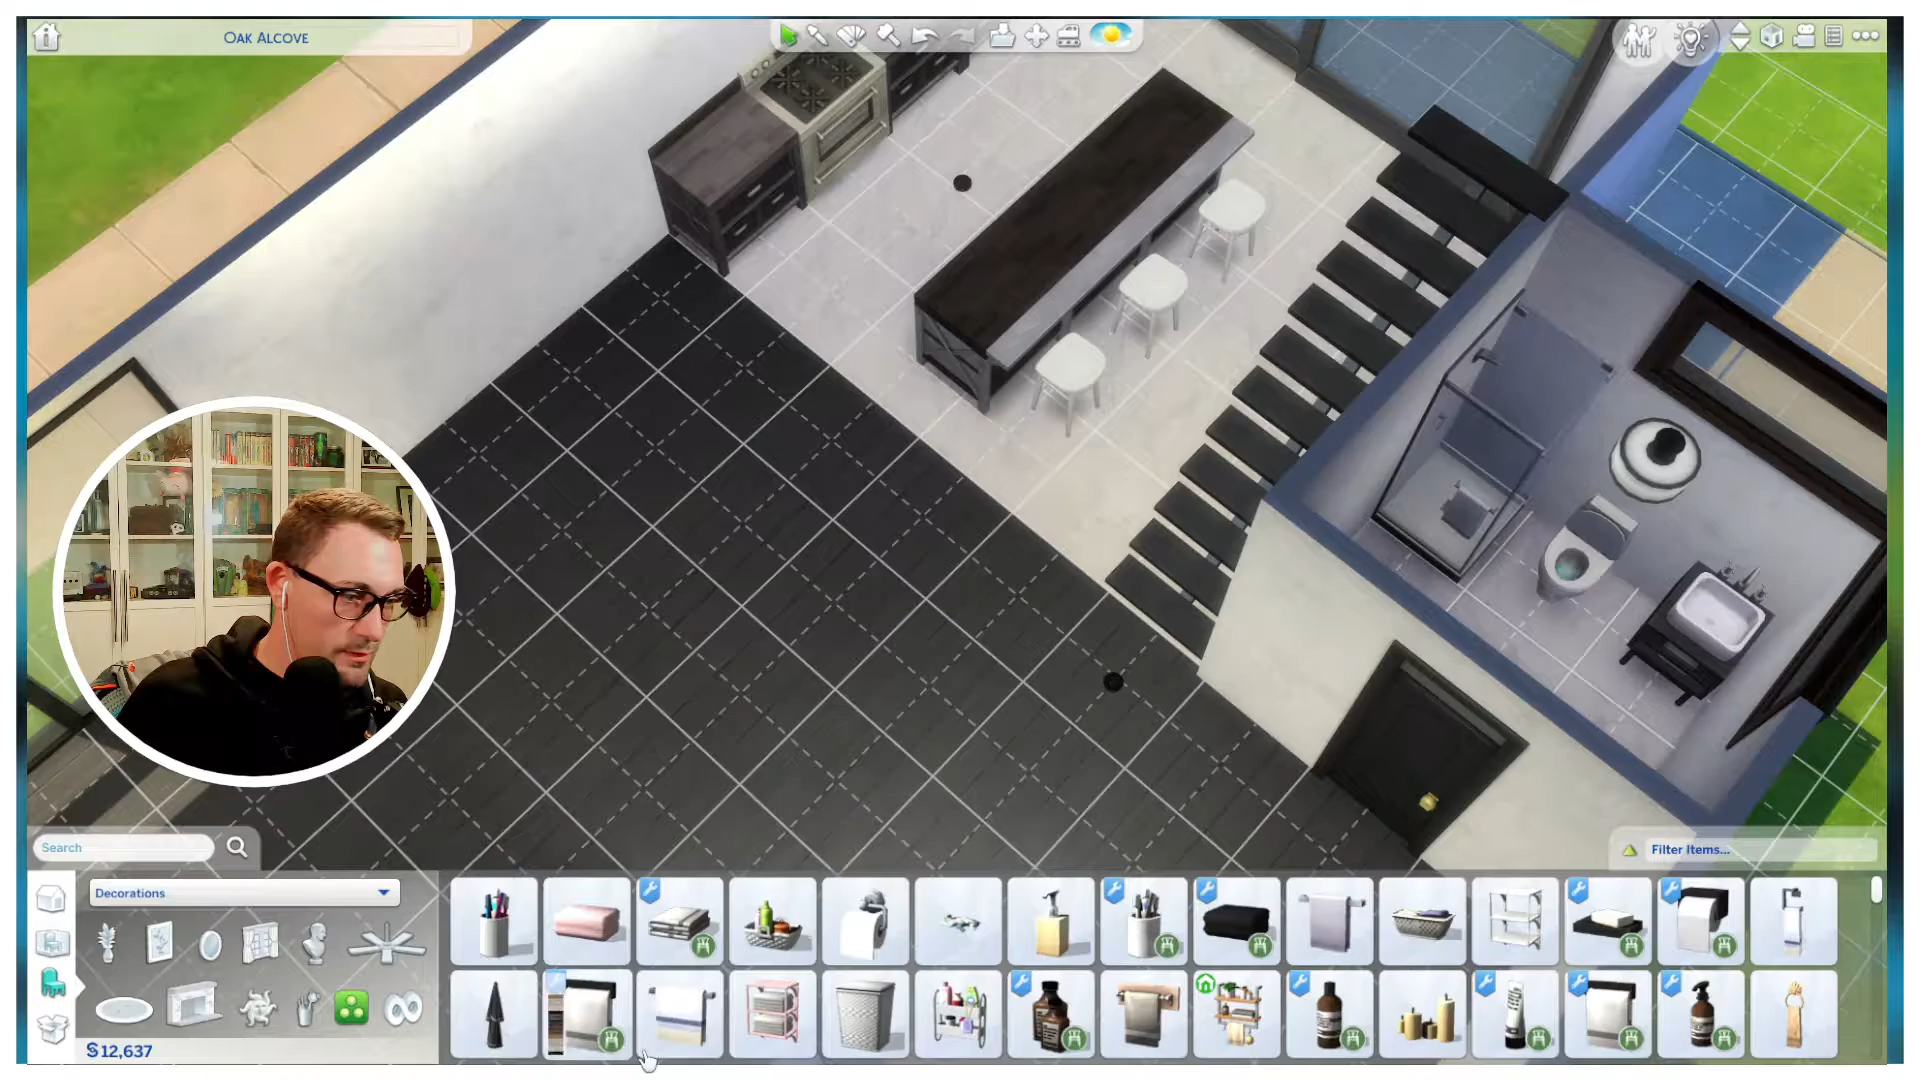 OAK ALCOVE
Search
Filter Items...
Decorations
§12,637